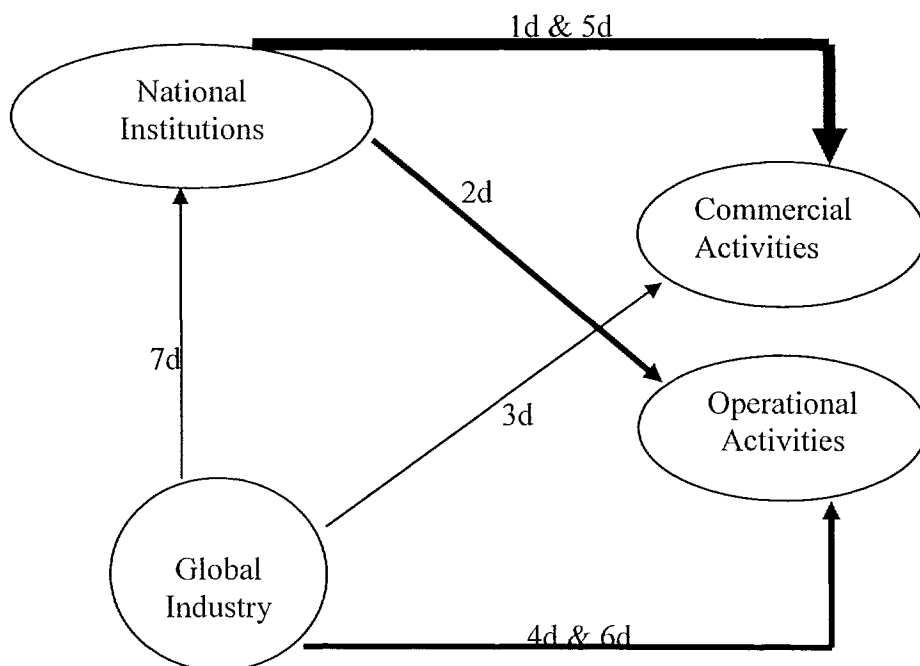 1d & 5d
National
Institutions
2d
Commercial
Activities
7d
3d
Operational
Activities
Global
Industry
4d & 6d